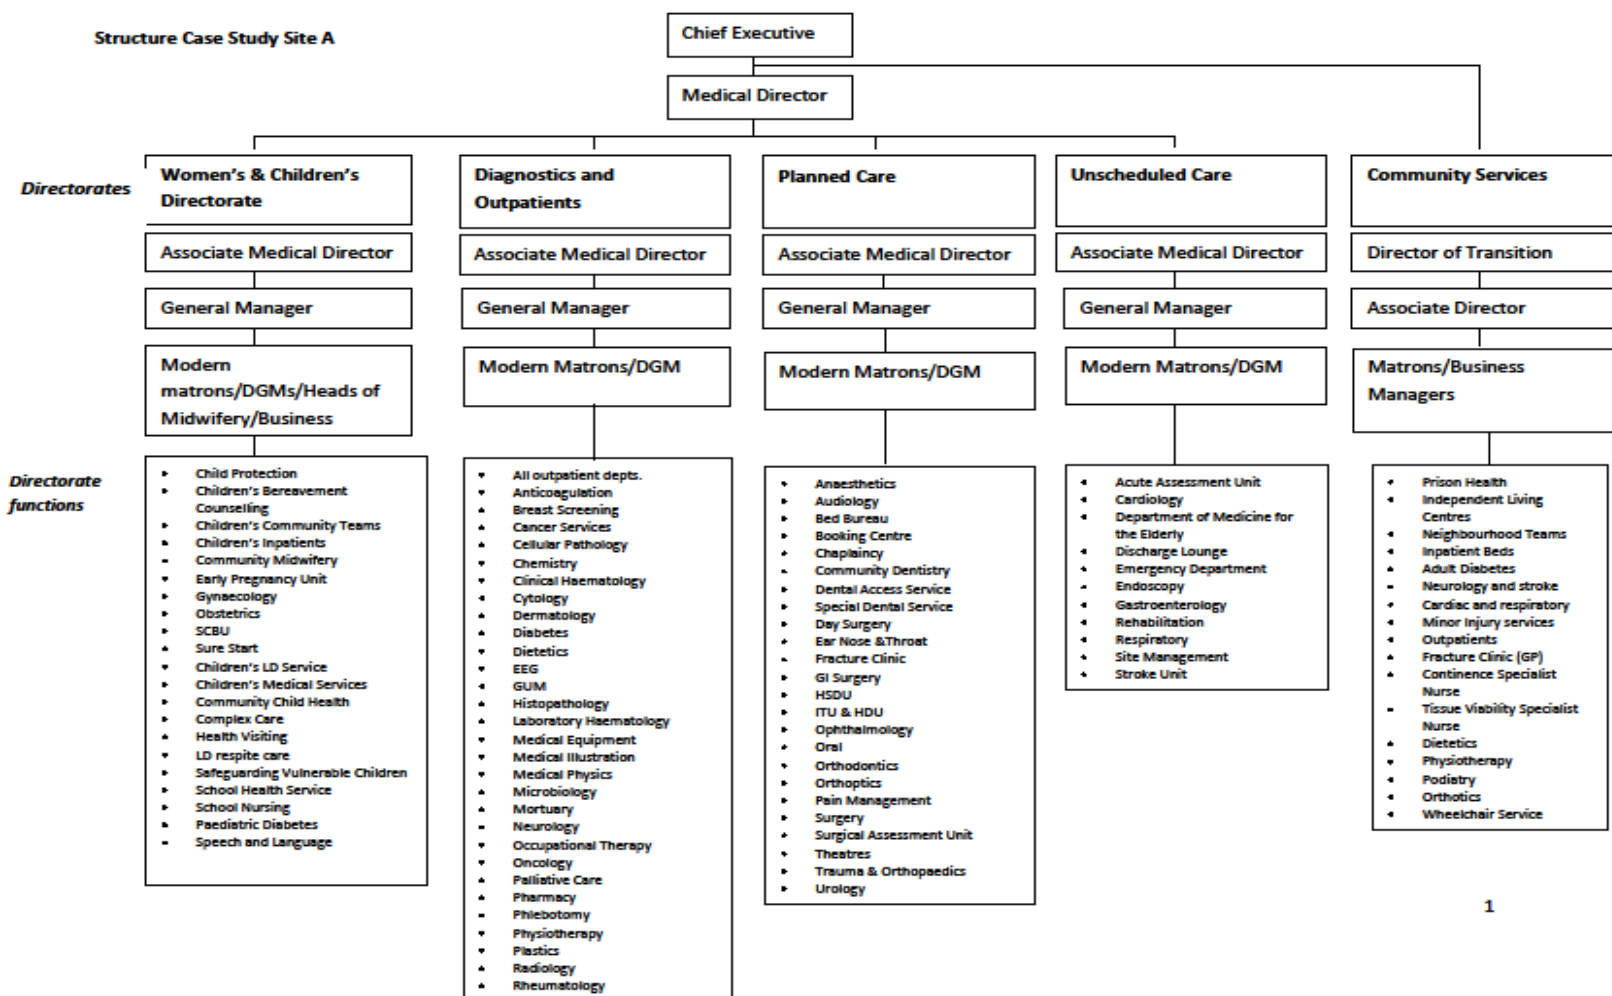 Structure Case Study Site A
Chief Executive
Medical Director
Directorates
Women's & Children's
Directorate
Associate Medical Director
General Manager
Modern
matrons/DGMs/Heads of
Midwifery/Business
Diagnostics and
Outpatients
Associate Medical Director
General Manager
Modern Matrons/DGM
Planned Care
Associate Medical Director
General Manager
Modern Matrons/DGM
Unscheduled Care
Associate Medical Director
General Manager
Modern Matrons/DGM
Community Services
Director of Transition
Associate Director
Matrons/Business
Managers
Directorate
functions
Child Protection
Children's Bereavement
Counselling
Children's Community Teams
Children's Inpatients
Community Midwifery
Early Pregnancy Unit
Gynaecology
Obstetrics
SCBU
Sure Start
Children's LD Service
Children's Medical Services
Community Child Health
Complex Care
Health Visiting
LD respite care
Safeguarding Vulnerable Children
School Health Service
School Nursing
Paediatric Diabetes
Speech and Language
All outpatient depts.
Anticoagulation
Breast Screening
Cancer Services
Cellular Pathology
Chemistry
Clinical Haematology
Cytology
Dermatology
Diabetes
Dietetics
EEG
GUM
Histopathology
Laboratory Haematology
Medical Equipment
Medical Illustration
Medical Physics
Microbiology
Mortuary
Neurology
Occupational Therapy
Oncology
Palliative Care
Pharmacy
Phlebotomy
Physiotherapy
Plastics
Radiology
Rheumatology
Anaesthetics
Audiology
Bed Bureau
Booking Centre
Chaplaincy
Community Dentistry
Dental Access Service
Special Dental Service
Day Surgery
Ear Nose &Throat
Fracture Clinic
GI Surgery
HSDU
ITU & HDU
Ophthalmology
Oral
Orthodontics
Orthoptics
Pain Management
Surgery
Surgical Assessment Unit
Theatres
Trauma & Orthopaedics
Urology
Acute Assessment Unit
Cardiology
Department of Medicine for
the Elderly
Discharge Lounge
Emergency Department
Endoscopy
Gastroenterology
Rehabilitation
Respiratory
Site Management
Stroke Unit
Prison Health
Independent Living
Centres
Neighbourhood Teams
Inpatient Beds
Adult Diabetes
Neurology and stroke
Cardiac and respiratory
Minor Injury services
Outpatients
Fracture Clinic (GP)
Continence Specialist
Nurse
Tissue Viability Specialist
Nurse
Dietetics
Physiotherapy
Podiatry
Orthotics
Wheelchair Service
1